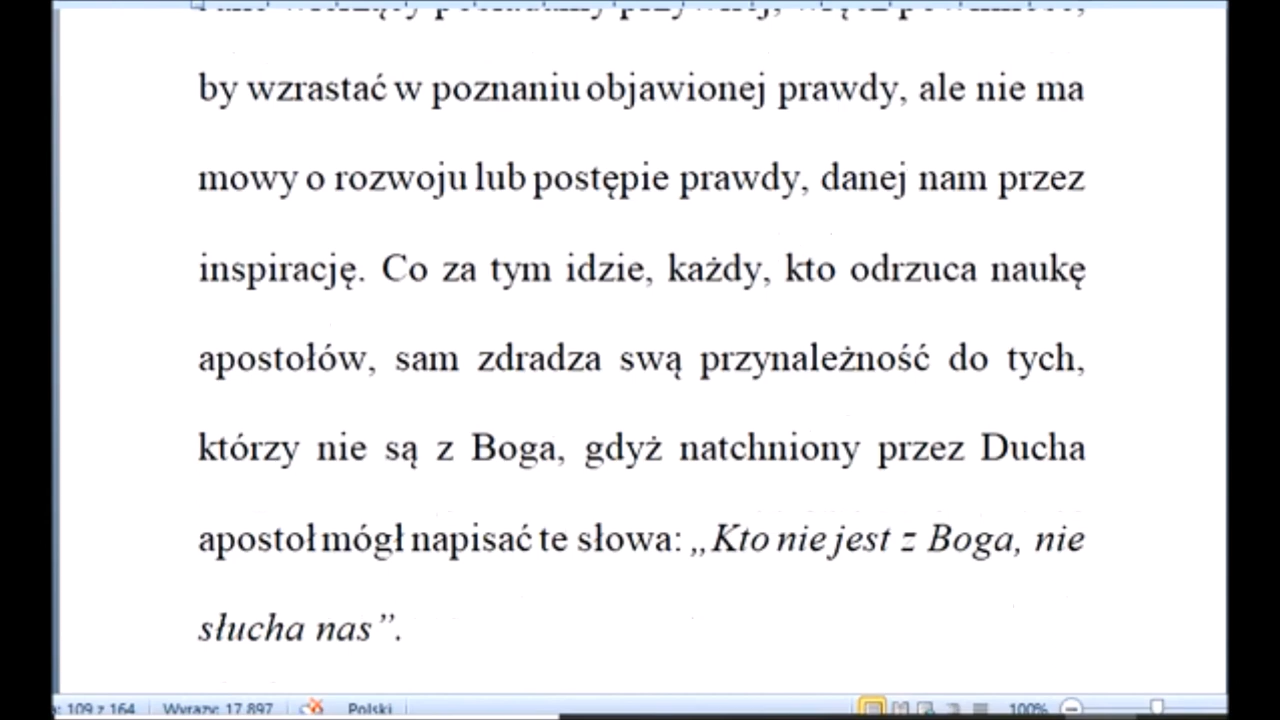 by wzrastać w poznaniu objawionej prawdy, ale nie ma
mowy o rozwoju lub postępie prawdy, danej nam przez
inspirację. Co za tym idzie, każdy, kto odrzuca naukę
apostołów, sam zdradza swą przynależność do tych,
którzy nie są z Boga, gdyż natchniony przez Ducha
apostoł mógł napisać te słowa: „Kto nie jest z Boga, nie
słucha nas”.
109 z 164 Wyrazy: 17 897 Polski 100%